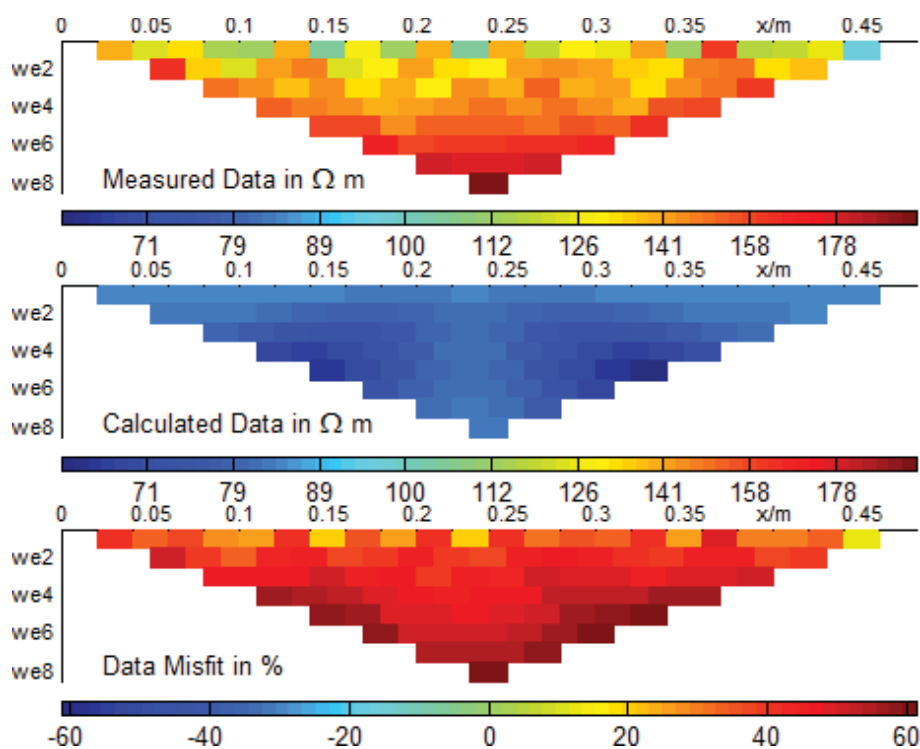 0 0.05 0.1 0.15 0.2 0.25 0.3 0.35 x/m 0.45
we2
we4
we6
we8
Measured Data in Ω m
71 79 89 100 112 126 141 158 178
0 0.05 0.1 0.15 0.2 0.25 0.3 0.35 x/m 0.45
we2
we4
we6
we8
Calculated Data in Ω m
71 79 89 100 112 126 141 158 178
0 0.05 0.1 0.15 0.2 0.25 0.3 0.35 x/m 0.45
we2
we4
we6
we8
Data Misfit in %
-60 -40 -20 0 20 40 60